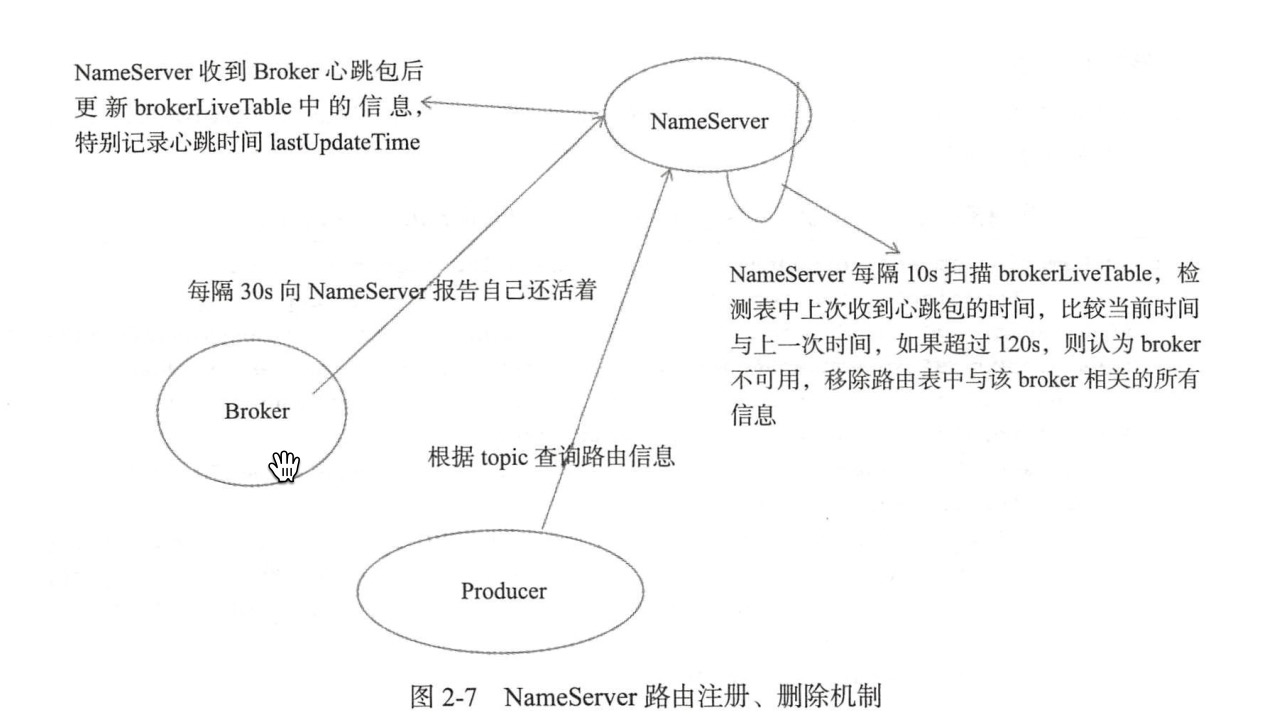 NameServer 收到 Broker 心跳包后
更新 brokerLiveTable 中的信息，
特别记录心跳时间 lastUpdateTime
NameServer
每隔 30s 向 NameServer 报告自己还活着
NameServer 每隔 10s 扫描 brokerLiveTable，检
测表中上次收到心跳包的时间，比较当前时间
与上一次时间，如果超过 120s，则认为 broker
不可用，移除路由表中与该 broker 相关的所有
信息
Broker
根据 topic 查询路由信息
Producer
图 2-7 NameServer 路由注册、删除机制